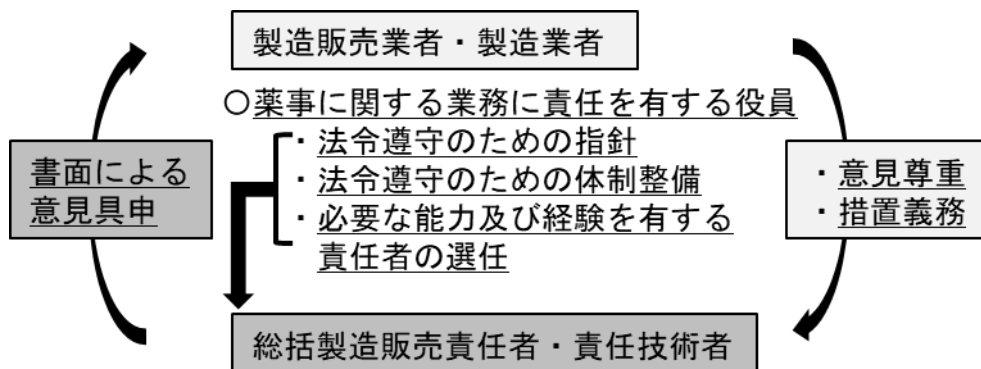 製造販売業者・製造業者
〇薬事に関する業務に責任を有する役員
・法令遵守のための指針
・法令遵守のための体制整備
・必要な能力及び経験を有する
責任者の選任
書面による
意見具申
・意見尊重
・措置義務
総括製造販売責任者・責任技術者